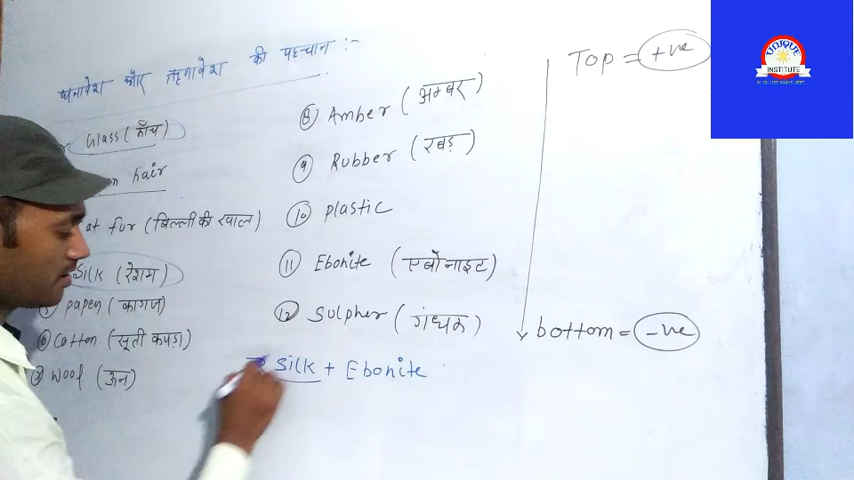 धनावेश और ऋणावेश की पहचान :-
Glass (काँच)
hair
at fur (बिल्ली की खाल)
Silk (रेशम)
papen (कागज)
⑥ Cotton (सूती कपड़ा)
⑦ wool (ऊन)
⑧ Amber (अम्बर)
⑨ Rubber (रबड़)
⑩ plastic
⑪ Ebonite (एबोनाइट)
⑫ Sulpher (गंधक)
Silk + Ebonite
Top = +ve
bottom = -ve
UNIQUE
INSTITUTE